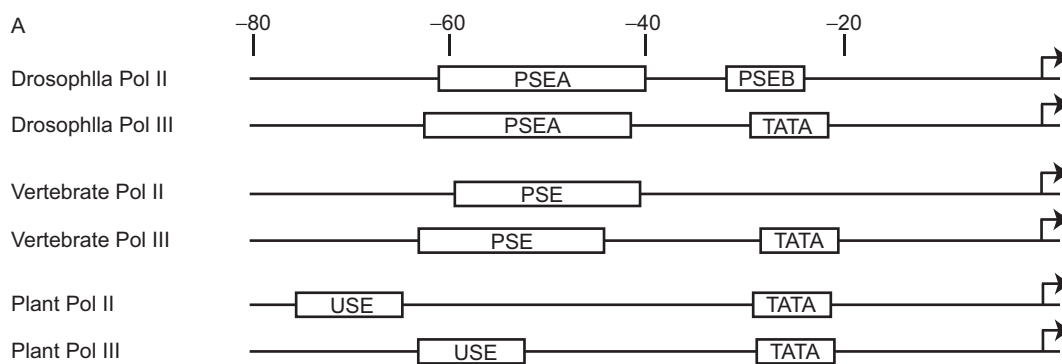 A
−80 −60 −40 −20
Drosophlla Pol II PSEA PSEB
Drosophlla Pol III PSEA TATA
Vertebrate Pol II PSE
Vertebrate Pol III PSE TATA
Plant Pol II USE TATA
Plant Pol III USE TATA